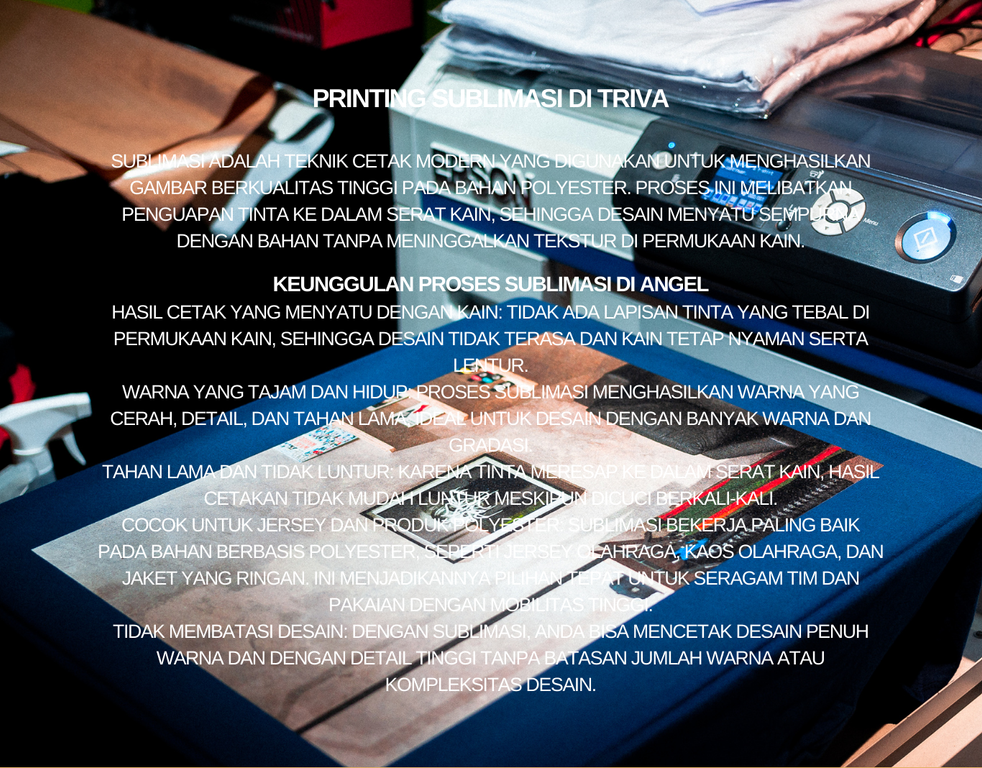 PRINTING SUBLIMASI DI TRIVA
SUBLIMASI ADALAH TEKNIK CETAK MODERN YANG DIGUNAKAN UNTUK MENGHASILKAN
GAMBAR BERKUALITAS TINGGI PADA BAHAN POLYESTER. PROSES INI MELIBATKAN
PENGUAPAN TINTA KE DALAM SERAT KAIN, SEHINGGA DESAIN MENYATU SEMPURNA
DENGAN BAHAN TANPA MENINGGALKAN TEKSTUR DI PERMUKAAN KAIN.
EPSON
Menu
KEUNGGULAN PROSES SUBLIMASI DI ANGEL
HASIL CETAK YANG MENYATU DENGAN KAIN: TIDAK ADA LAPISAN TINTA YANG TEBAL DI
PERMUKAAN KAIN, SEHINGGA DESAIN TIDAK TERASA DAN KAIN TETAP NYAMAN SERTA
LENTUR.
WARNA YANG TAJAM DAN HIDUP: PROSES SUBLIMASI MENGHASILKAN WARNA YANG
CERAH, DETAIL, DAN TAHAN LAMA, IDEAL UNTUK DESAIN DENGAN BANYAK WARNA DAN
GRADASI.
TAHAN LAMA DAN TIDAK LUNTUR: KARENA TINTA MERESAP KE DALAM SERAT KAIN, HASIL
CETAKAN TIDAK MUDAH LUNTUR MESKIPUN DICUCI BERKALI-KALI.
COCOK UNTUK JERSEY DAN PRODUK POLYESTER: SUBLIMASI BEKERJA PALING BAIK
PADA BAHAN BERBASIS POLYESTER, SEPERTI JERSEY OLAHRAGA, KAOS OLAHRAGA, DAN
JAKET YANG RINGAN. INI MENJADIKANNYA PILIHAN TEPAT UNTUK SERAGAM TIM DAN
PAKAIAN DENGAN MOBILITAS TINGGI.
TIDAK MEMBATASI DESAIN: DENGAN SUBLIMASI, ANDA BISA MENCETAK DESAIN PENUH
WARNA DAN DENGAN DETAIL TINGGI TANPA BATASAN JUMLAH WARNA ATAU
KOMPLEKSITAS DESAIN.